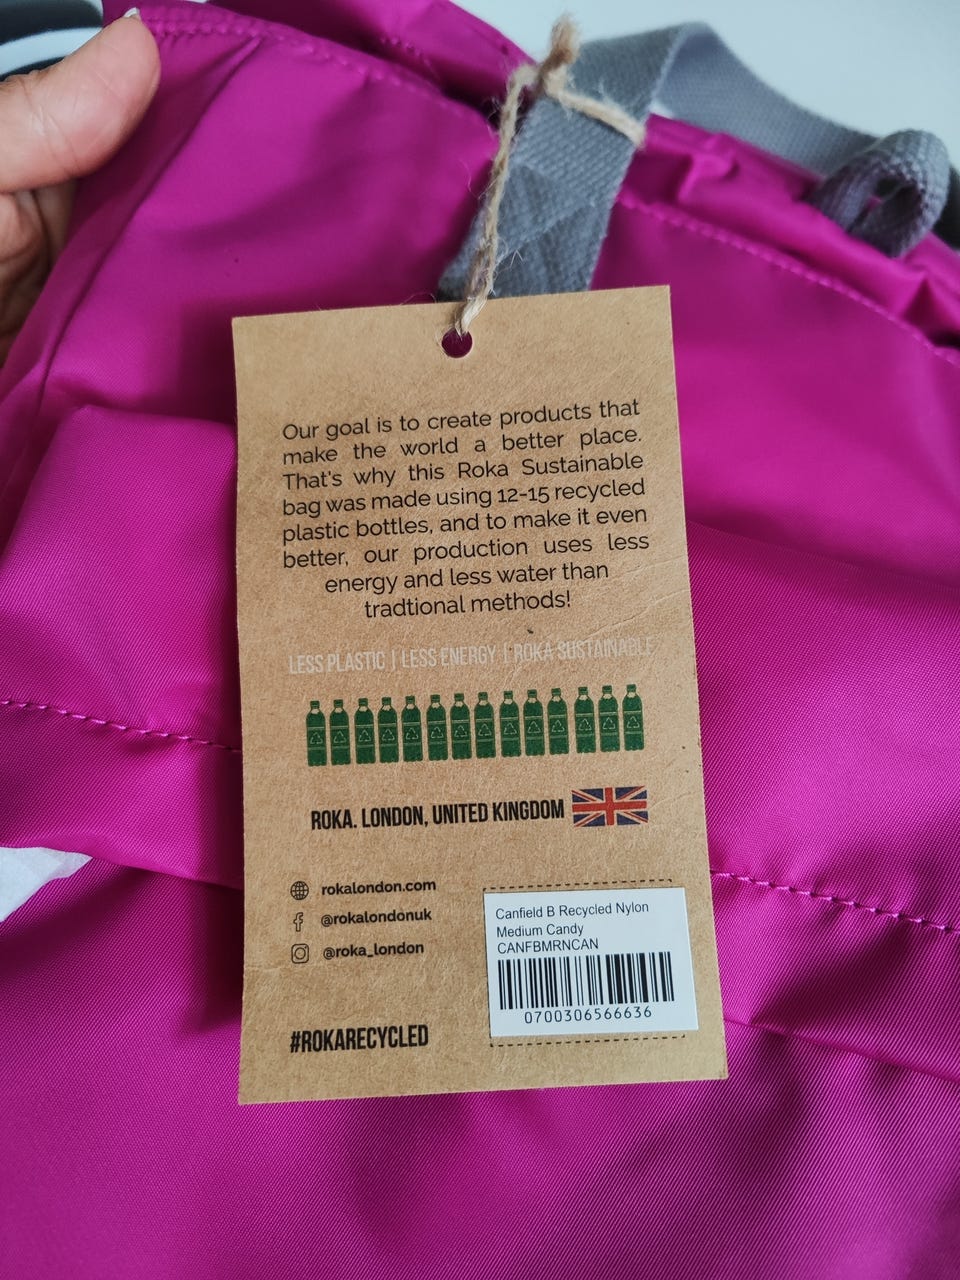 Our goal is to create products that
make the world a better place.
That's why this Roka Sustainable
bag was made using 12-15 recycled
plastic bottles, and to make it even
better, our production uses less
energy and less water than
tradtional methods!
LESS PLASTIC | LESS ENERGY | ROKA SUSTAINABLE
ROKA. LONDON, UNITED KINGDOM
rokalondon.com
@rokalondonuk
@roka_london
#ROKARECYCLED
Canfield B Recycled Nylon
Medium Candy
CANFBMRNCAN
0700306566636